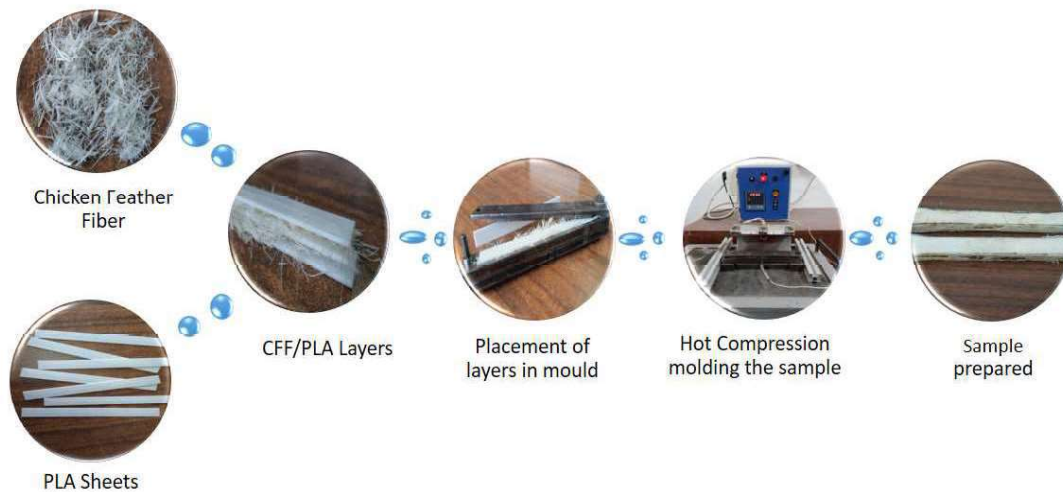 Chicken Γeather
Fiber
CFF/PLA Layers
Placement of
layers in mould
Hot Compression
molding the sample
Sample
prepared
PLA Sheets